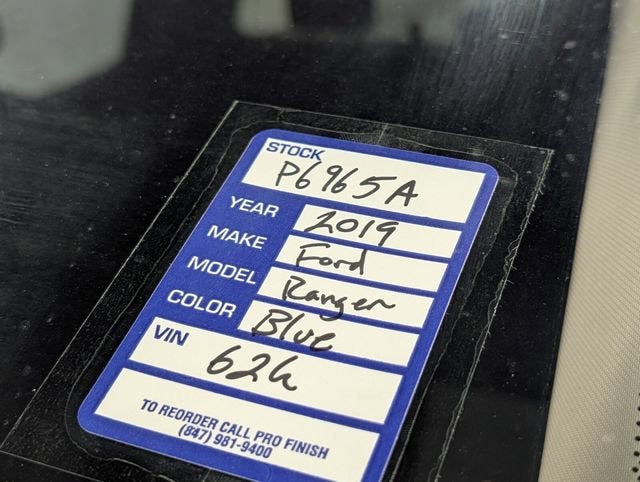 STOCK
P6965A
YEAR 2019
MAKE Ford
MODEL Ranger
COLOR Blue
VIN
62k
TO REORDER CALL PRO FINISH
(847) 981-9400